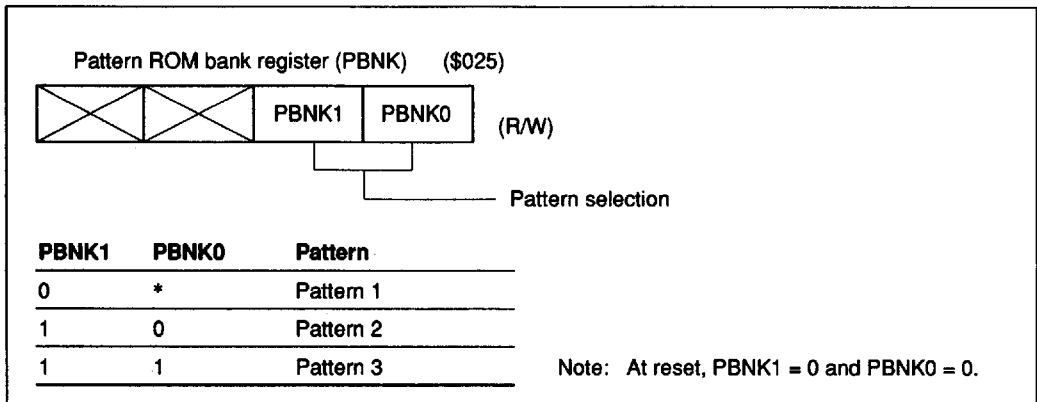 Pattern ROM bank register (PBNK) ($025)
PBNK1 PBNK0 (R/W)
Pattern selection
PBNK1 PBNK0 Pattern
0 * Pattern 1
1 0 Pattern 2
1 1 Pattern 3
Note: At reset, PBNK1 = 0 and PBNK0 = 0.